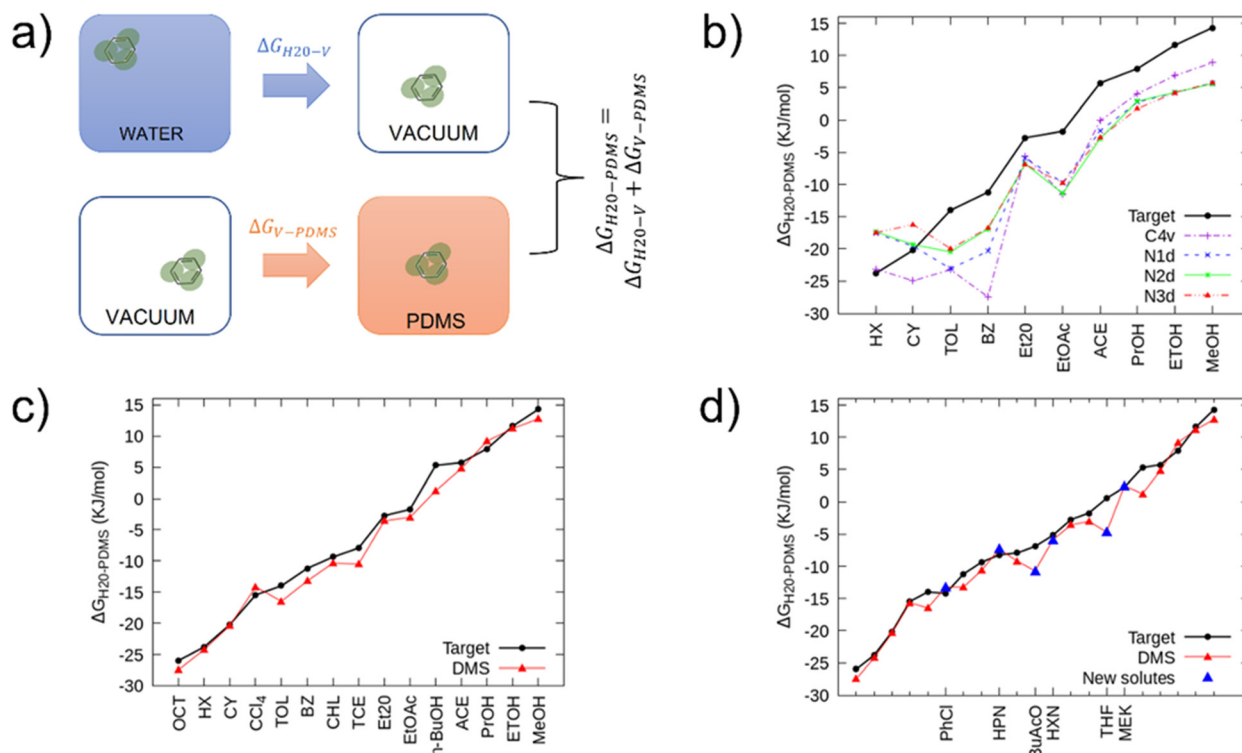 a)
ΔG_H20-V
WATER
VACUUM
ΔG_V-PDMS
VACUUM
PDMS
ΔG_H20-PDMS =
ΔG_H20-V + ΔG_V-PDMS
b)
ΔG_H20-PDMS (KJ/mol)
15
10
5
0
-5
-10
-15
-20
-25
-30
Target
C4v
N1d
N2d
N3d
HX
CY
TOL
BZ
Et20
EtOAc
ACE
PrOH
ETOH
MeOH
c)
ΔG_H20-PDMS (KJ/mol)
15
10
5
0
-5
-10
-15
-20
-25
-30
Target
DMS
OCT
HX
CY
CCl₄
TOL
BZ
CHL
TCE
Et20
EtOAc
n-BuOH
ACE
PrOH
ETOH
MeOH
d)
ΔG_H20-PDMS (KJ/mol)
15
10
5
0
-5
-10
-15
-20
-25
-30
Target
DMS
New solutes
PhCl
HPN
BuAcO
HXN
THF
MEK